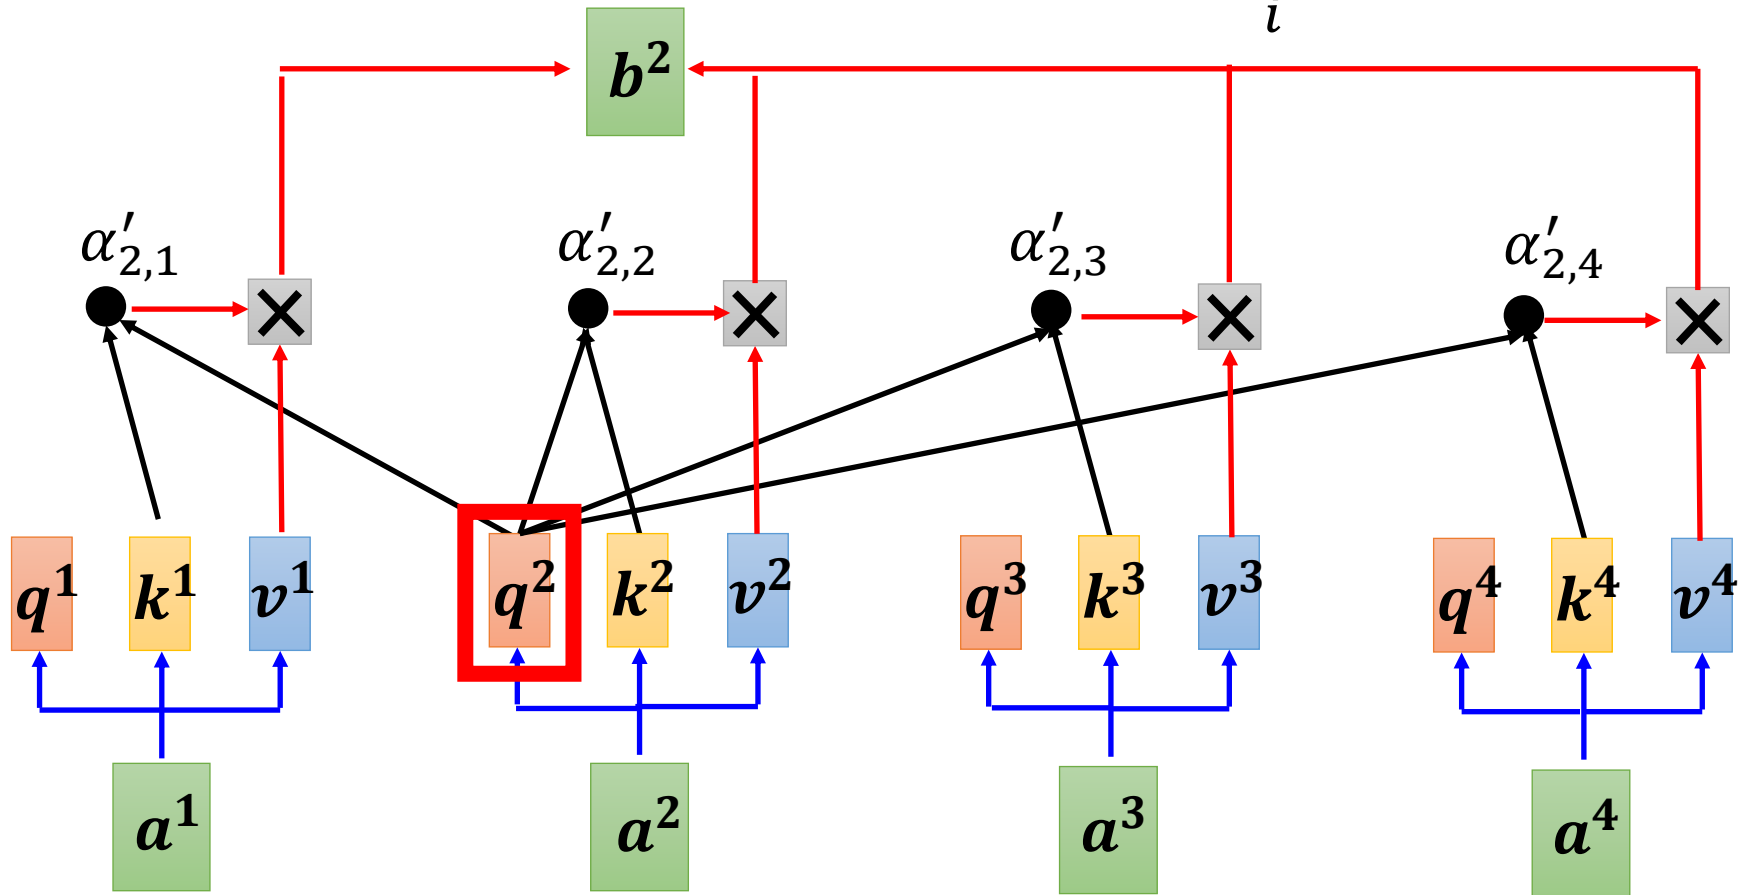 i
b²
α′₂,₁ α′₂,₂ α′₂,₃ α′₂,₄
q¹ k¹ v¹ q² k² v² q³ k³ v³ q⁴ k⁴ v⁴
a¹ a² a³ a⁴